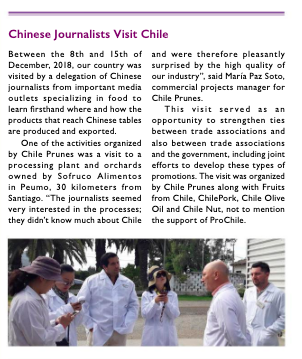 Chinese Journalists Visit Chile
Between the 8th and 15th of
December, 2018, our country was
visited by a delegation of Chinese
journalists from important media
outlets specializing in food to
learn firsthand where and how the
products that reach Chinese tables
are produced and exported.
One of the activities organized
by Chile Prunes was a visit to a
processing plant and orchards
owned by Sofruco Alimentos
in Peumo, 30 kilometers from
Santiago. “The journalists seemed
very interested in the processes;
they didn’t know much about Chile
and were therefore pleasantly
surprised by the high quality of
our industry”, said María Paz Soto,
commercial projects manager for
Chile Prunes.
This visit served as an
opportunity to strengthen ties
between trade associations and
also between trade associations
and the government, including joint
efforts to develop these types of
promotions. The visit was organized
by Chile Prunes along with Fruits
from Chile, ChilePork, Chile Olive
Oil and Chile Nut, not to mention
the support of ProChile.